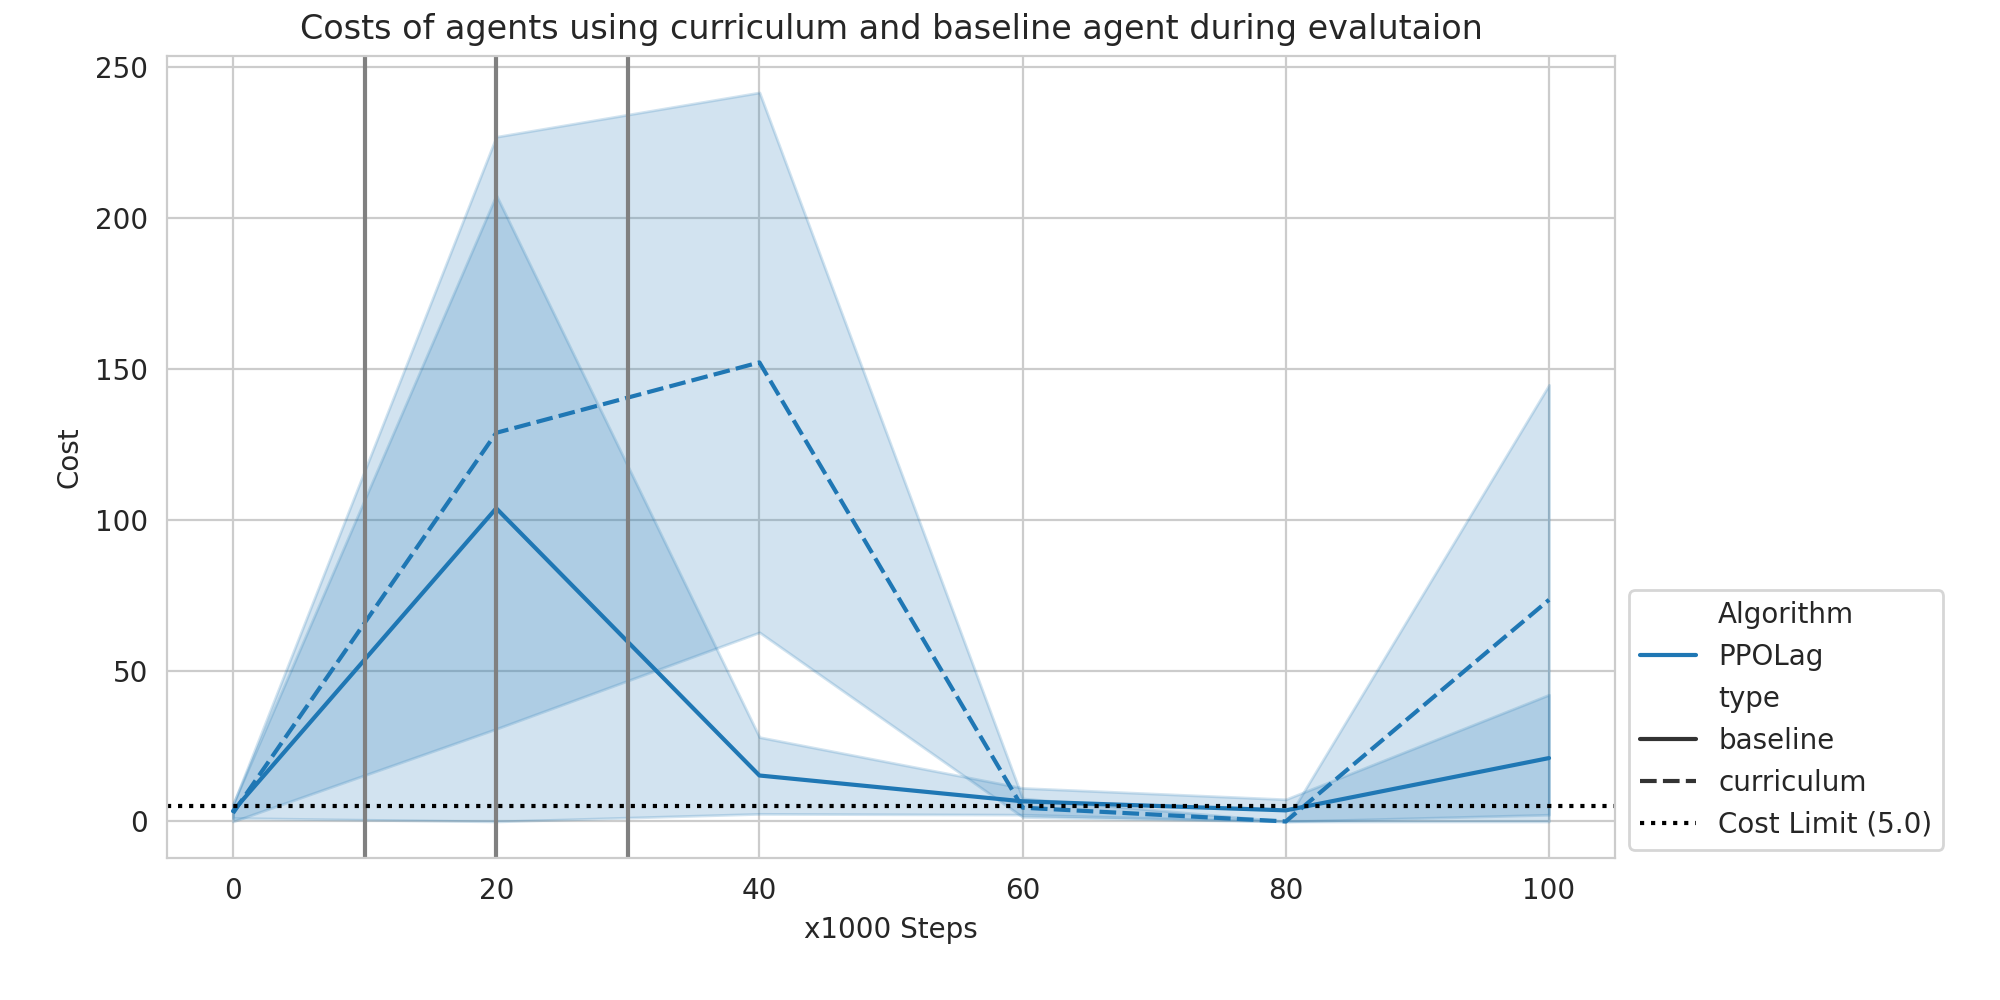 Costs of agents using curriculum and baseline agent during evalutaion
250
200
150
100
50
0
Cost
0 20 40 60 80 100
x1000 Steps
Algorithm
PPOLag
type
baseline
curriculum
Cost Limit (5.0)